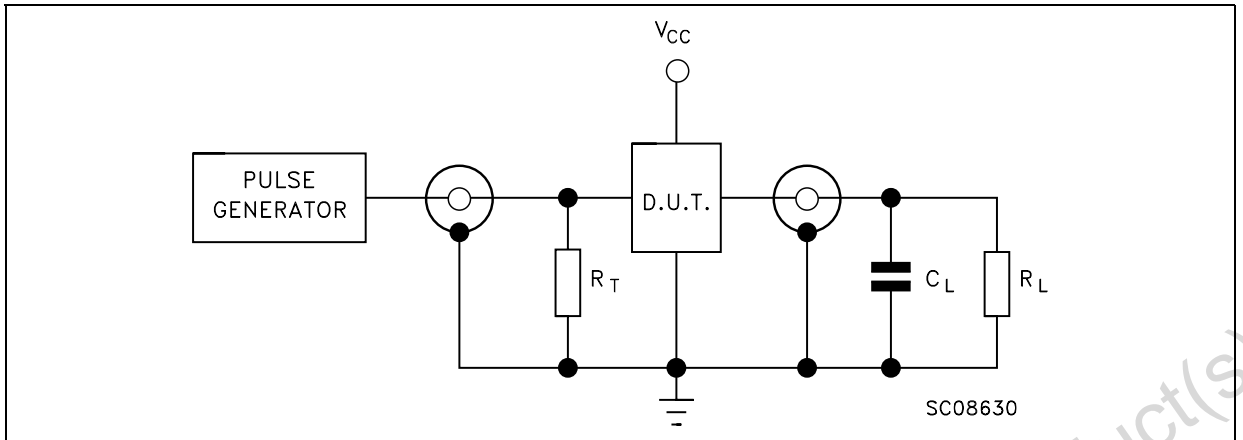 VCC
PULSE
GENERATOR
D.U.T.
RT
CL
RL
SC08630